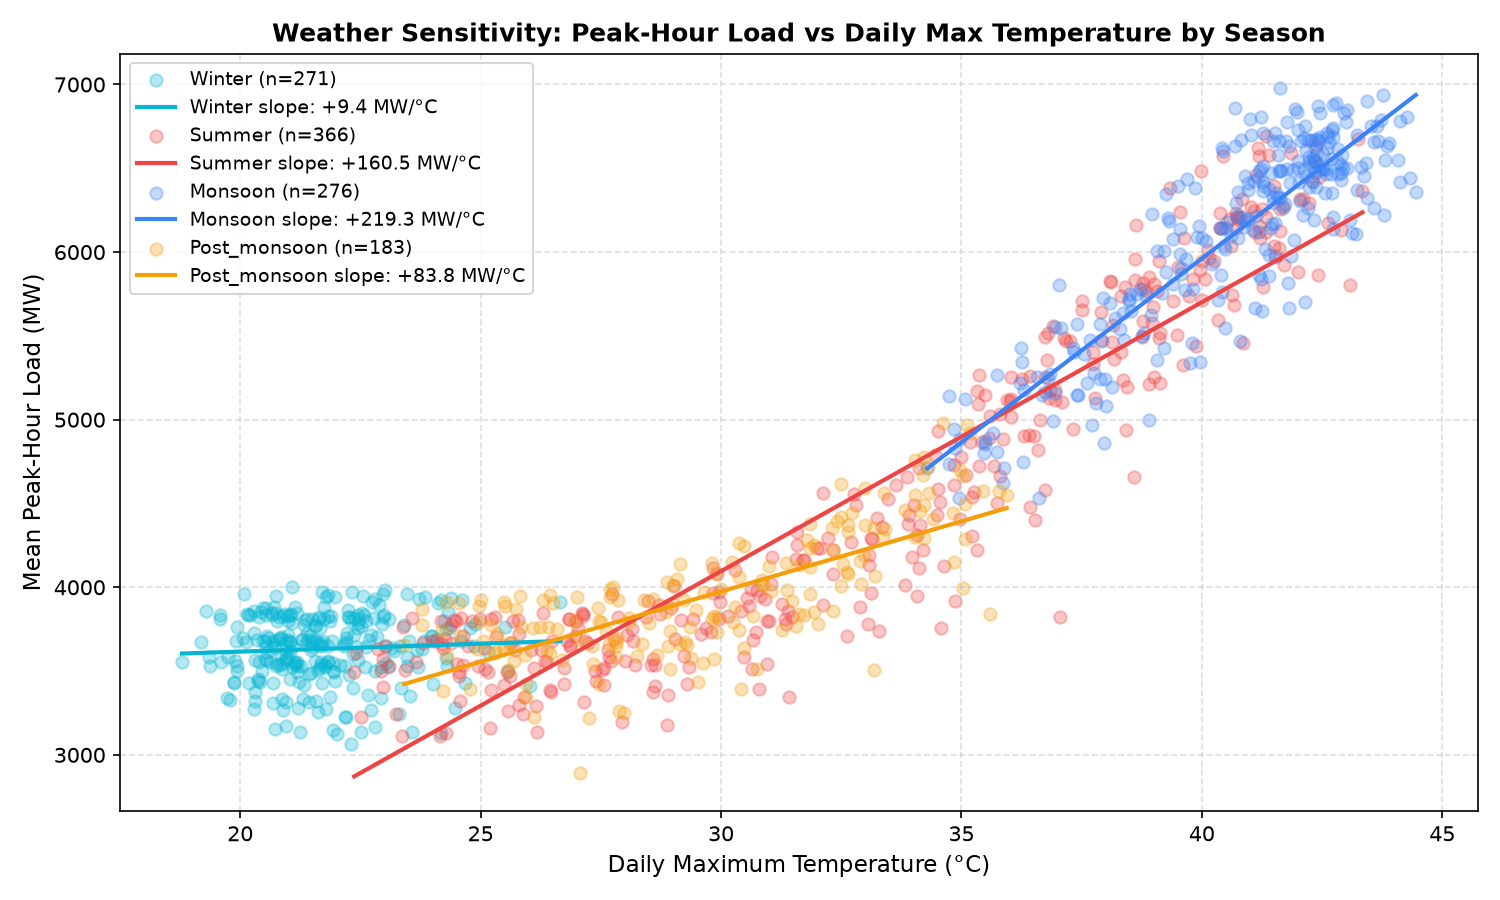 Weather Sensitivity: Peak-Hour Load vs Daily Max Temperature by Season
Winter (n=271)
Winter slope: +9.4 MW/°C
Summer (n=366)
Summer slope: +160.5 MW/°C
Monsoon (n=276)
Monsoon slope: +219.3 MW/°C
Post_monsoon (n=183)
Post_monsoon slope: +83.8 MW/°C
Mean Peak-Hour Load (MW)
7000
6000
5000
4000
3000
20 25 30 35 40 45
Daily Maximum Temperature (°C)